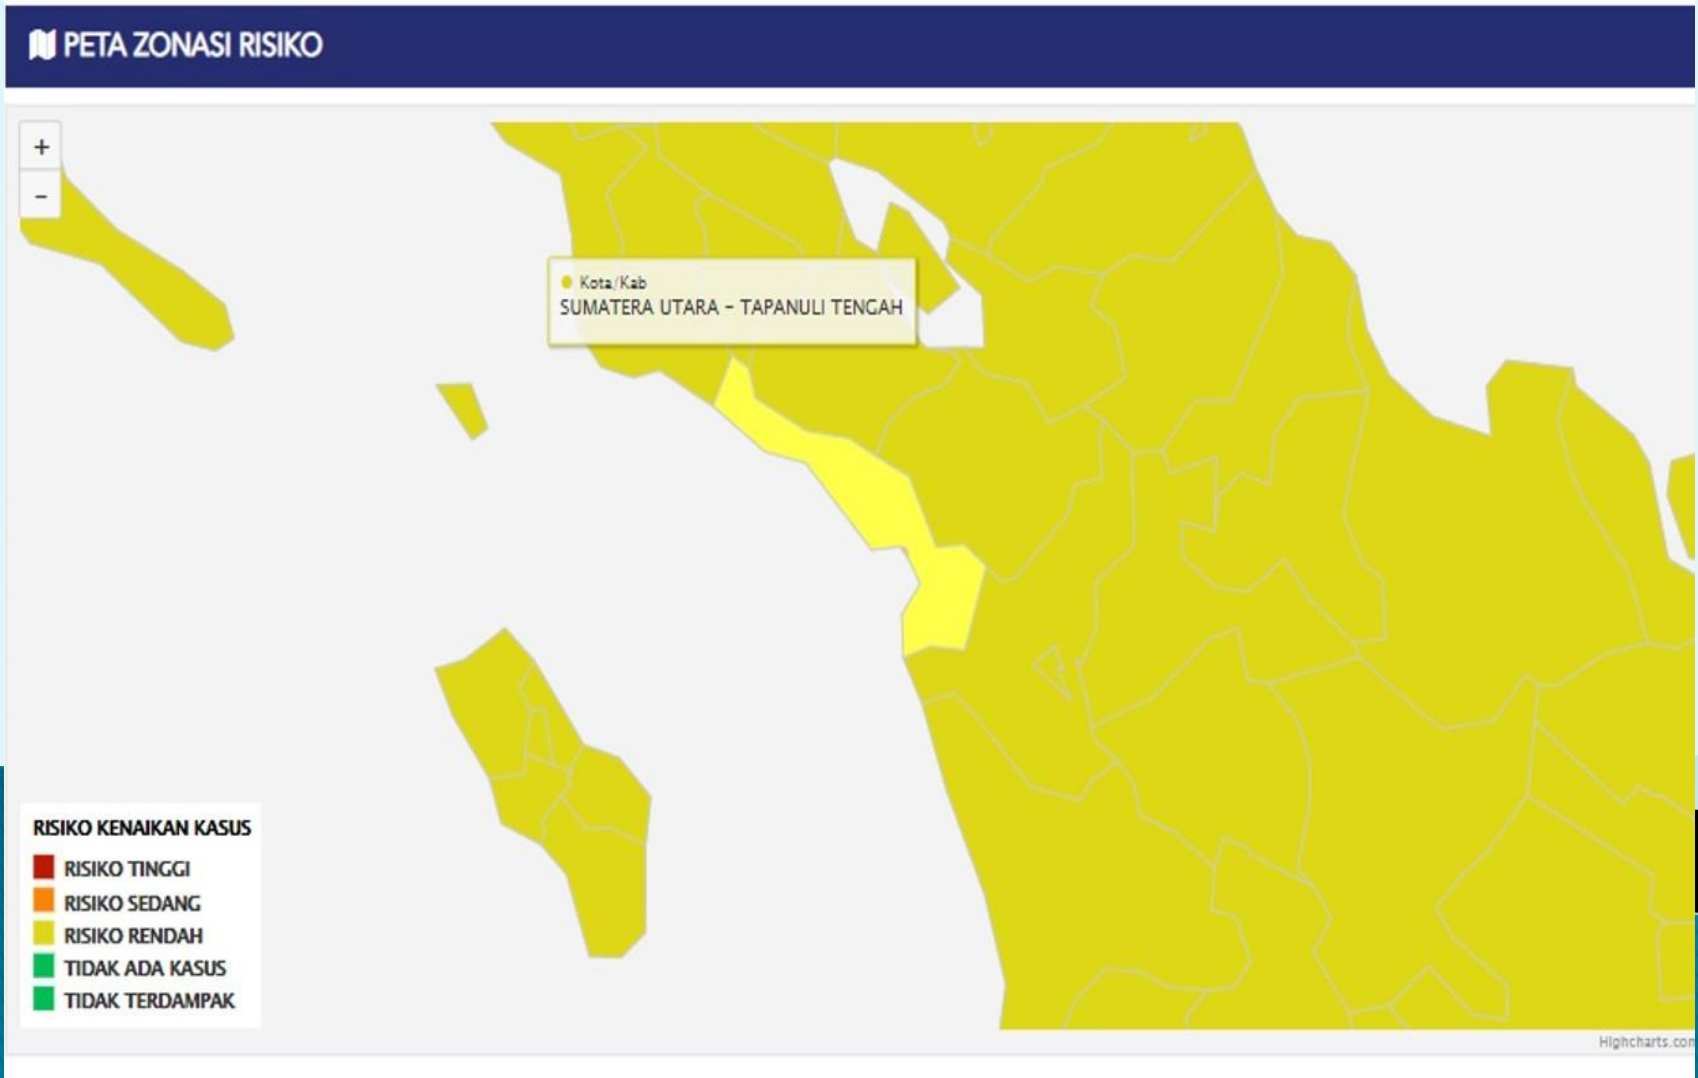 PETA ZONASI RISIKO
+
-
Kota/Kab
SUMATERA UTARA - TAPANULI TENGAH
RISIKO KENAIKAN KASUS
RISIKO TINGGI
RISIKO SEDANG
RISIKO RENDAH
TIDAK ADA KASUS
TIDAK TERDAMPAK
Highcharts.com